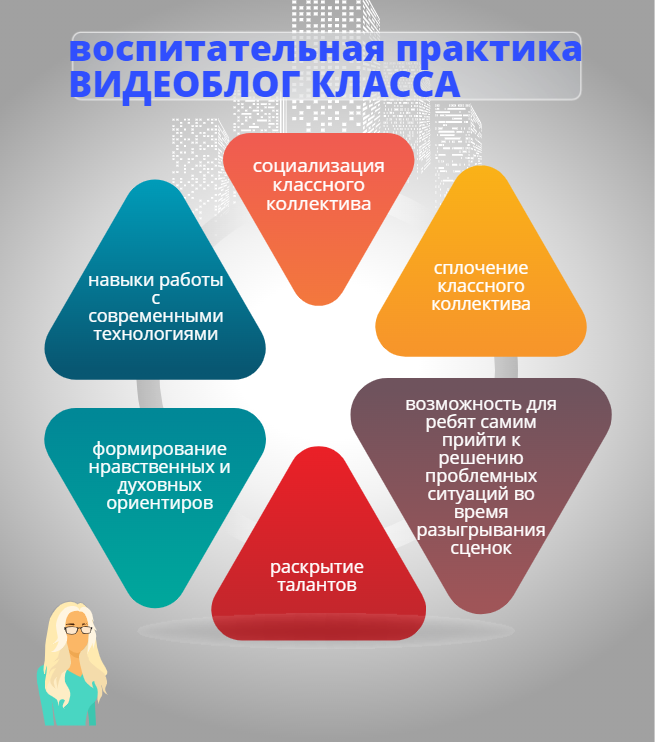 воспитательная практика
ВИДЕОБЛОГ КЛАССА
социализация
классного
коллектива
сплочение
классного
коллектива
возможность для
ребят самим
прийти к
решению
проблемных
ситуаций во
время
разыгрывания
сценок
раскрытие
талантов
формирование
нравственных и
духовных
ориентиров
навыки работы
с
современными
технологиями